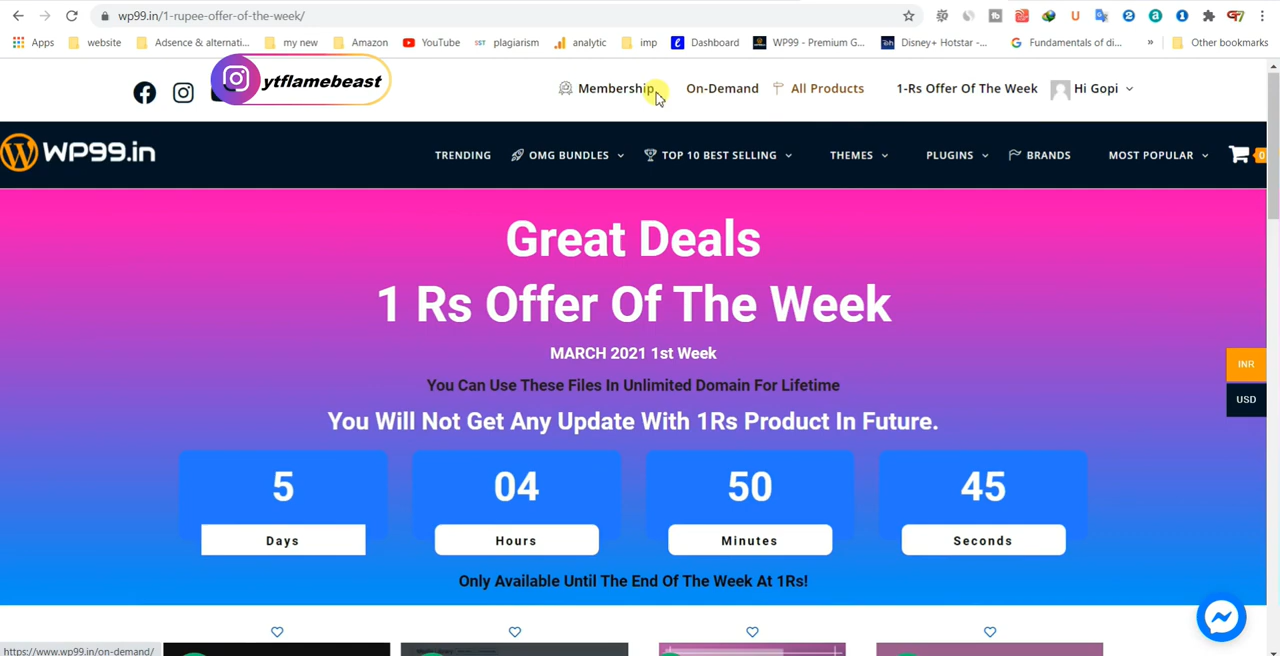 wp99.in/1-rupee-offer-of-the-week/
Apps website Adsence & alternati... my new Amazon YouTube SST plagiarism analytic imp Dashboard WP99 - Premium G... Disney+ Hotstar -... Fundamentals of di... » Other bookmarks
ytflamebeast
Membership On-Demand All Products 1-Rs Offer Of The Week Hi Gopi
WP99.in
TRENDING OMG BUNDLES TOP 10 BEST SELLING THEMES PLUGINS BRANDS MOST POPULAR 0
Great Deals
1 Rs Offer Of The Week
MARCH 2021 1st Week
INR
You Can Use These Files In Unlimited Domain For Lifetime
USD
You Will Not Get Any Update With 1Rs Product In Future.
5 04 50 45
Days Hours Minutes Seconds
Only Available Until The End Of The Week At 1Rs!
https://www.wp99.in/on-demand/